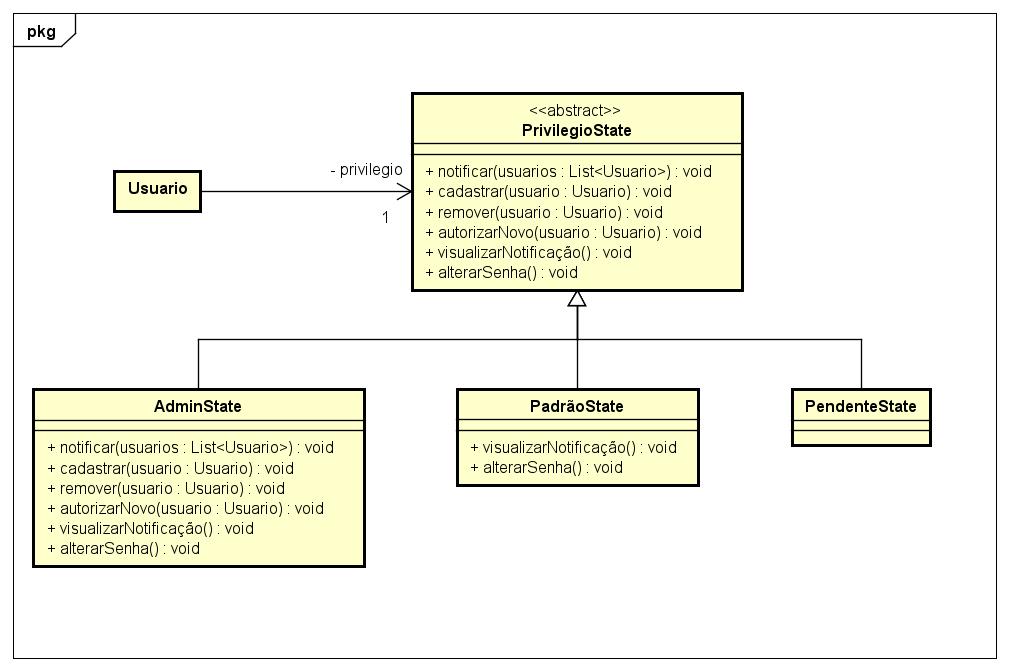 pkg
<<abstract>>
PrivilegioState
- privilegio
Usuario
1
+ notificar(usuarios : List<Usuario>) : void
+ cadastrar(usuario : Usuario) : void
+ remover(usuario : Usuario) : void
+ autorizarNovo(usuario : Usuario) : void
+ visualizarNotificação() : void
+ alterarSenha() : void
AdminState
+ notificar(usuarios : List<Usuario>) : void
+ cadastrar(usuario : Usuario) : void
+ remover(usuario : Usuario) : void
+ autorizarNovo(usuario : Usuario) : void
+ visualizarNotificação() : void
+ alterarSenha() : void
PadrãoState
+ visualizarNotificação() : void
+ alterarSenha() : void
PendenteState